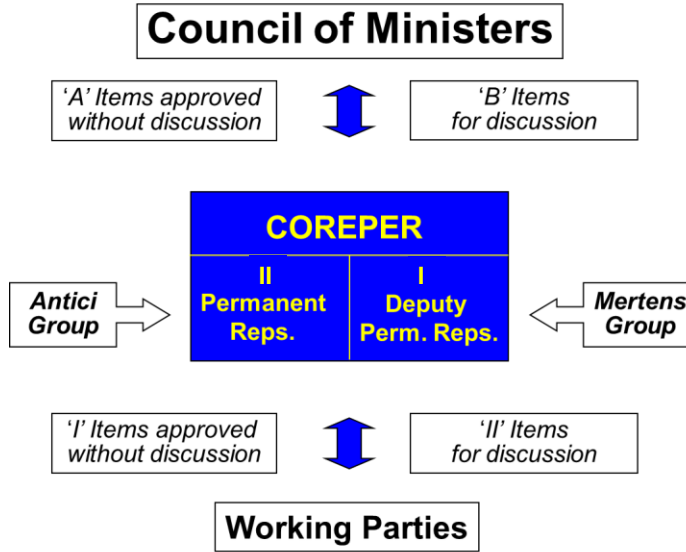 Council of Ministers
'A' Items approved
without discussion
'B' Items
for discussion
COREPER
II
Permanent
Reps.
I
Deputy
Perm. Reps.
Antici
Group
Mertens
Group
'I' Items approved
without discussion
'II' Items
for discussion
Working Parties